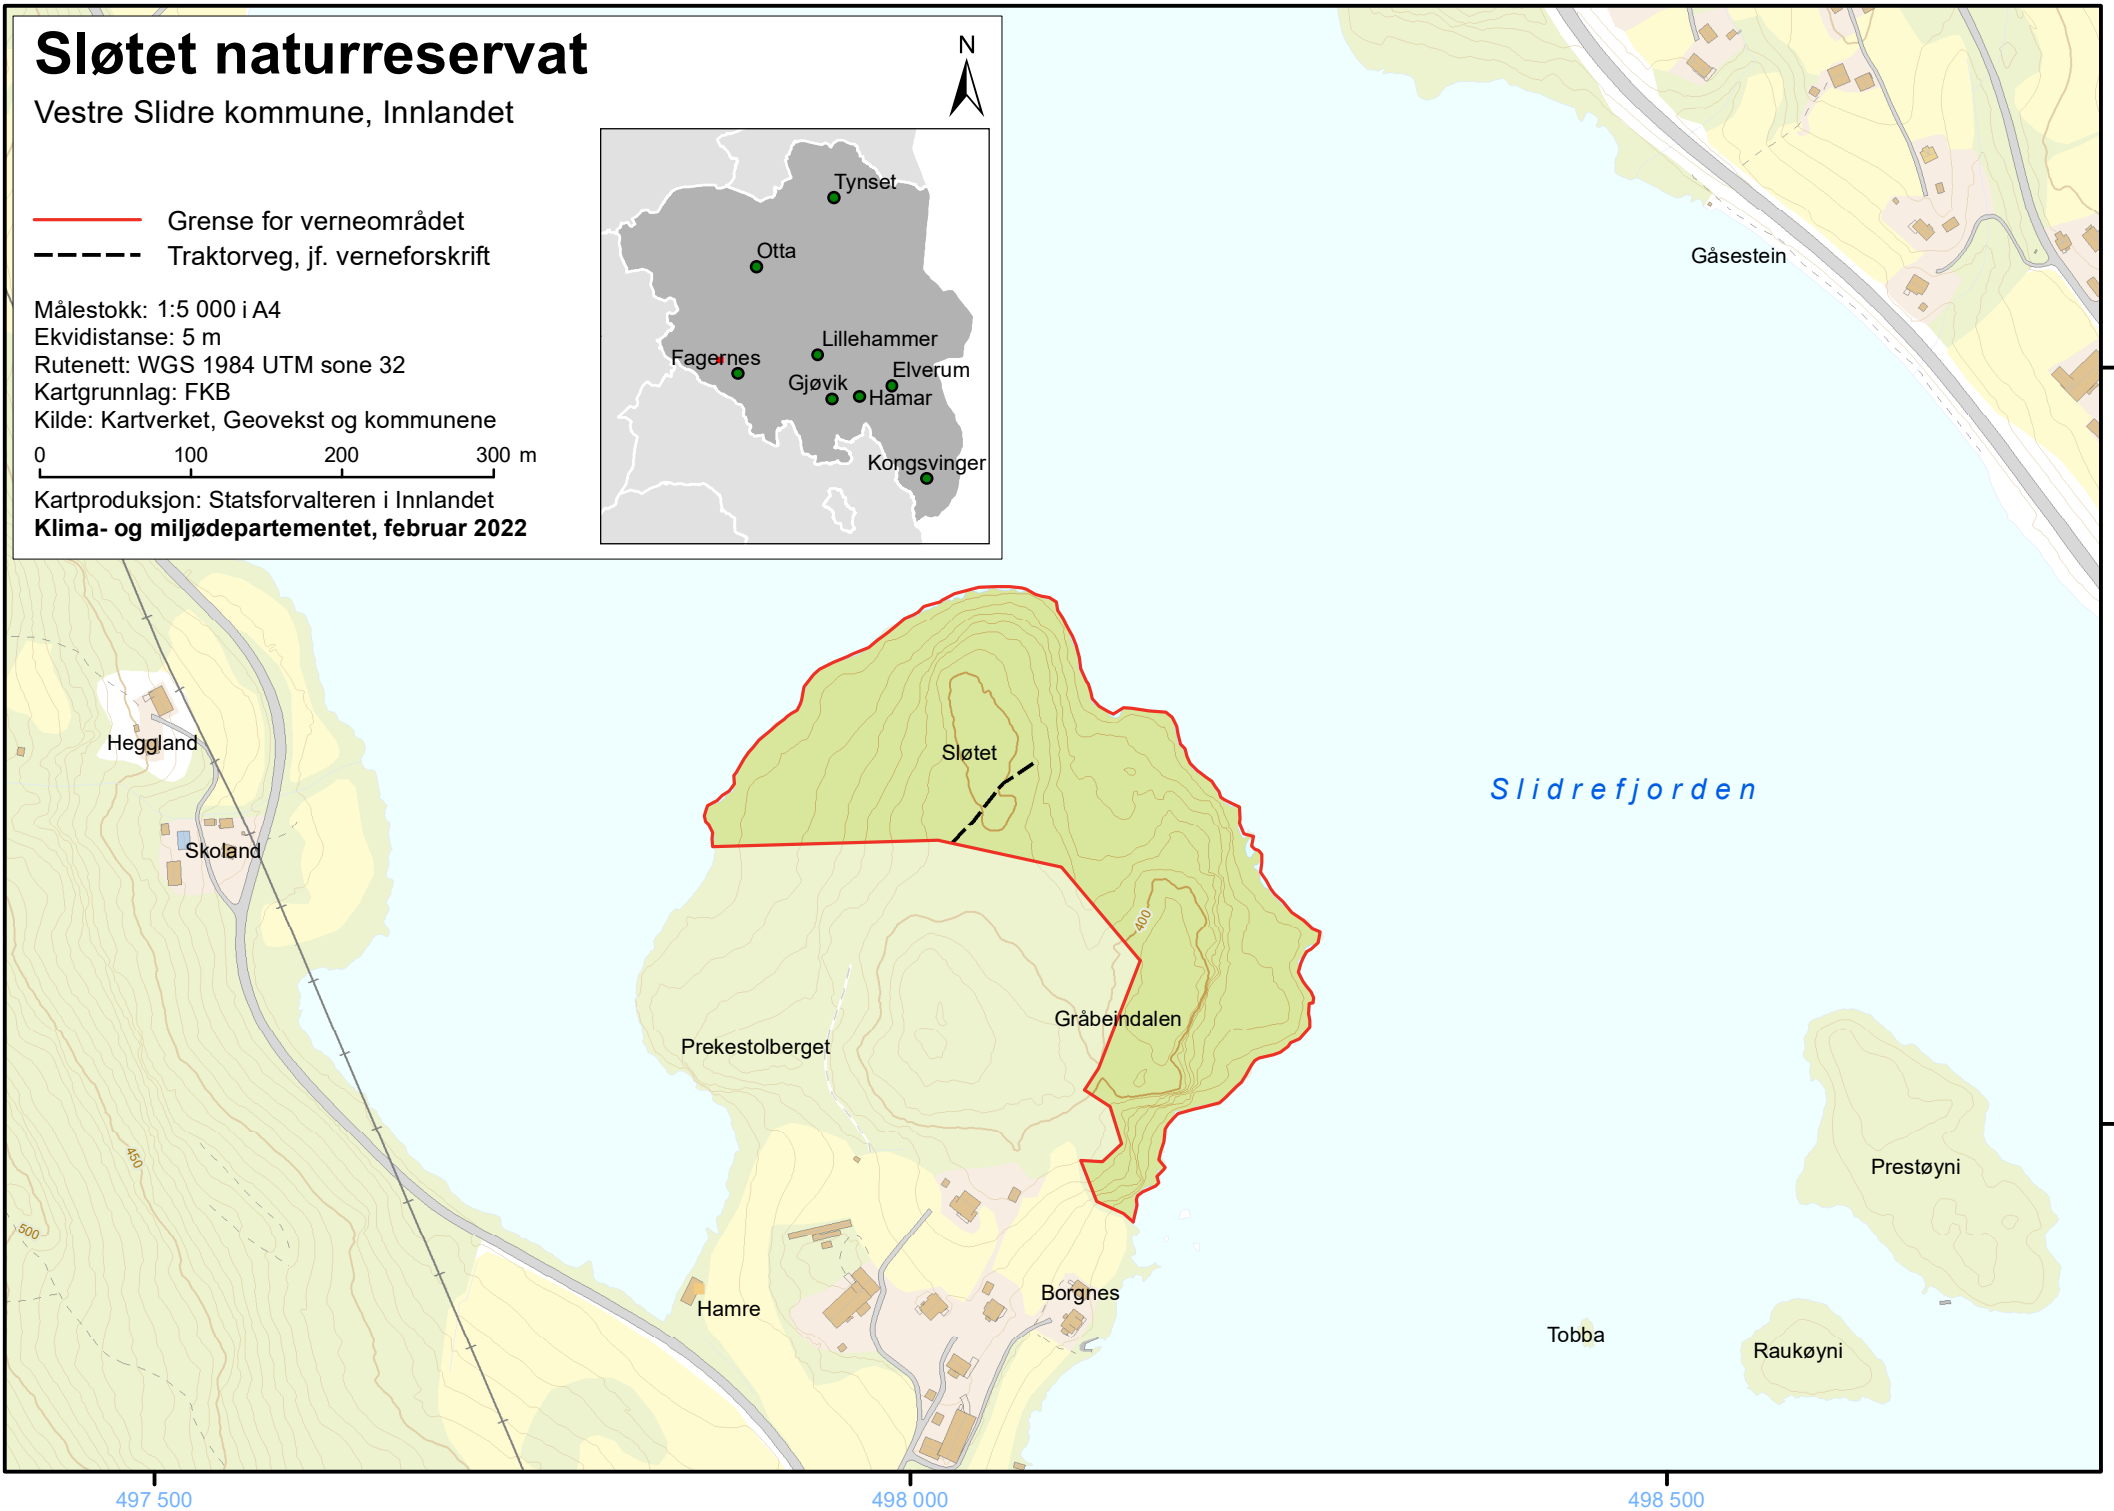 Sløtet naturreservat
Vestre Slidre kommune, Innlandet
N
Grense for verneområdet
Traktorveg, jf. verneforskrift
Målestokk: 1:5 000 i A4
Ekvidistanse: 5 m
Rutenett: WGS 1984 UTM sone 32
Kartgrunnlag: FKB
Kilde: Kartverket, Geovekst og kommunene
0 100 200 300 m
Kartproduksjon: Statsforvalteren i Innlandet
Klima- og miljødepartementet, februar 2022
Tynset
Otta
Lillehammer
Fagernes
Elverum
Gjøvik
Hamar
Kongsvinger
Gåsestein
Heggland
Sløtet
Slidrefjorden
Skoland
400
Gråbeindalen
Prekestolberget
450
Prestøyni
500
Borgnes
Hamre
Tobba
Raukøyni
497 500
498 000
498 500